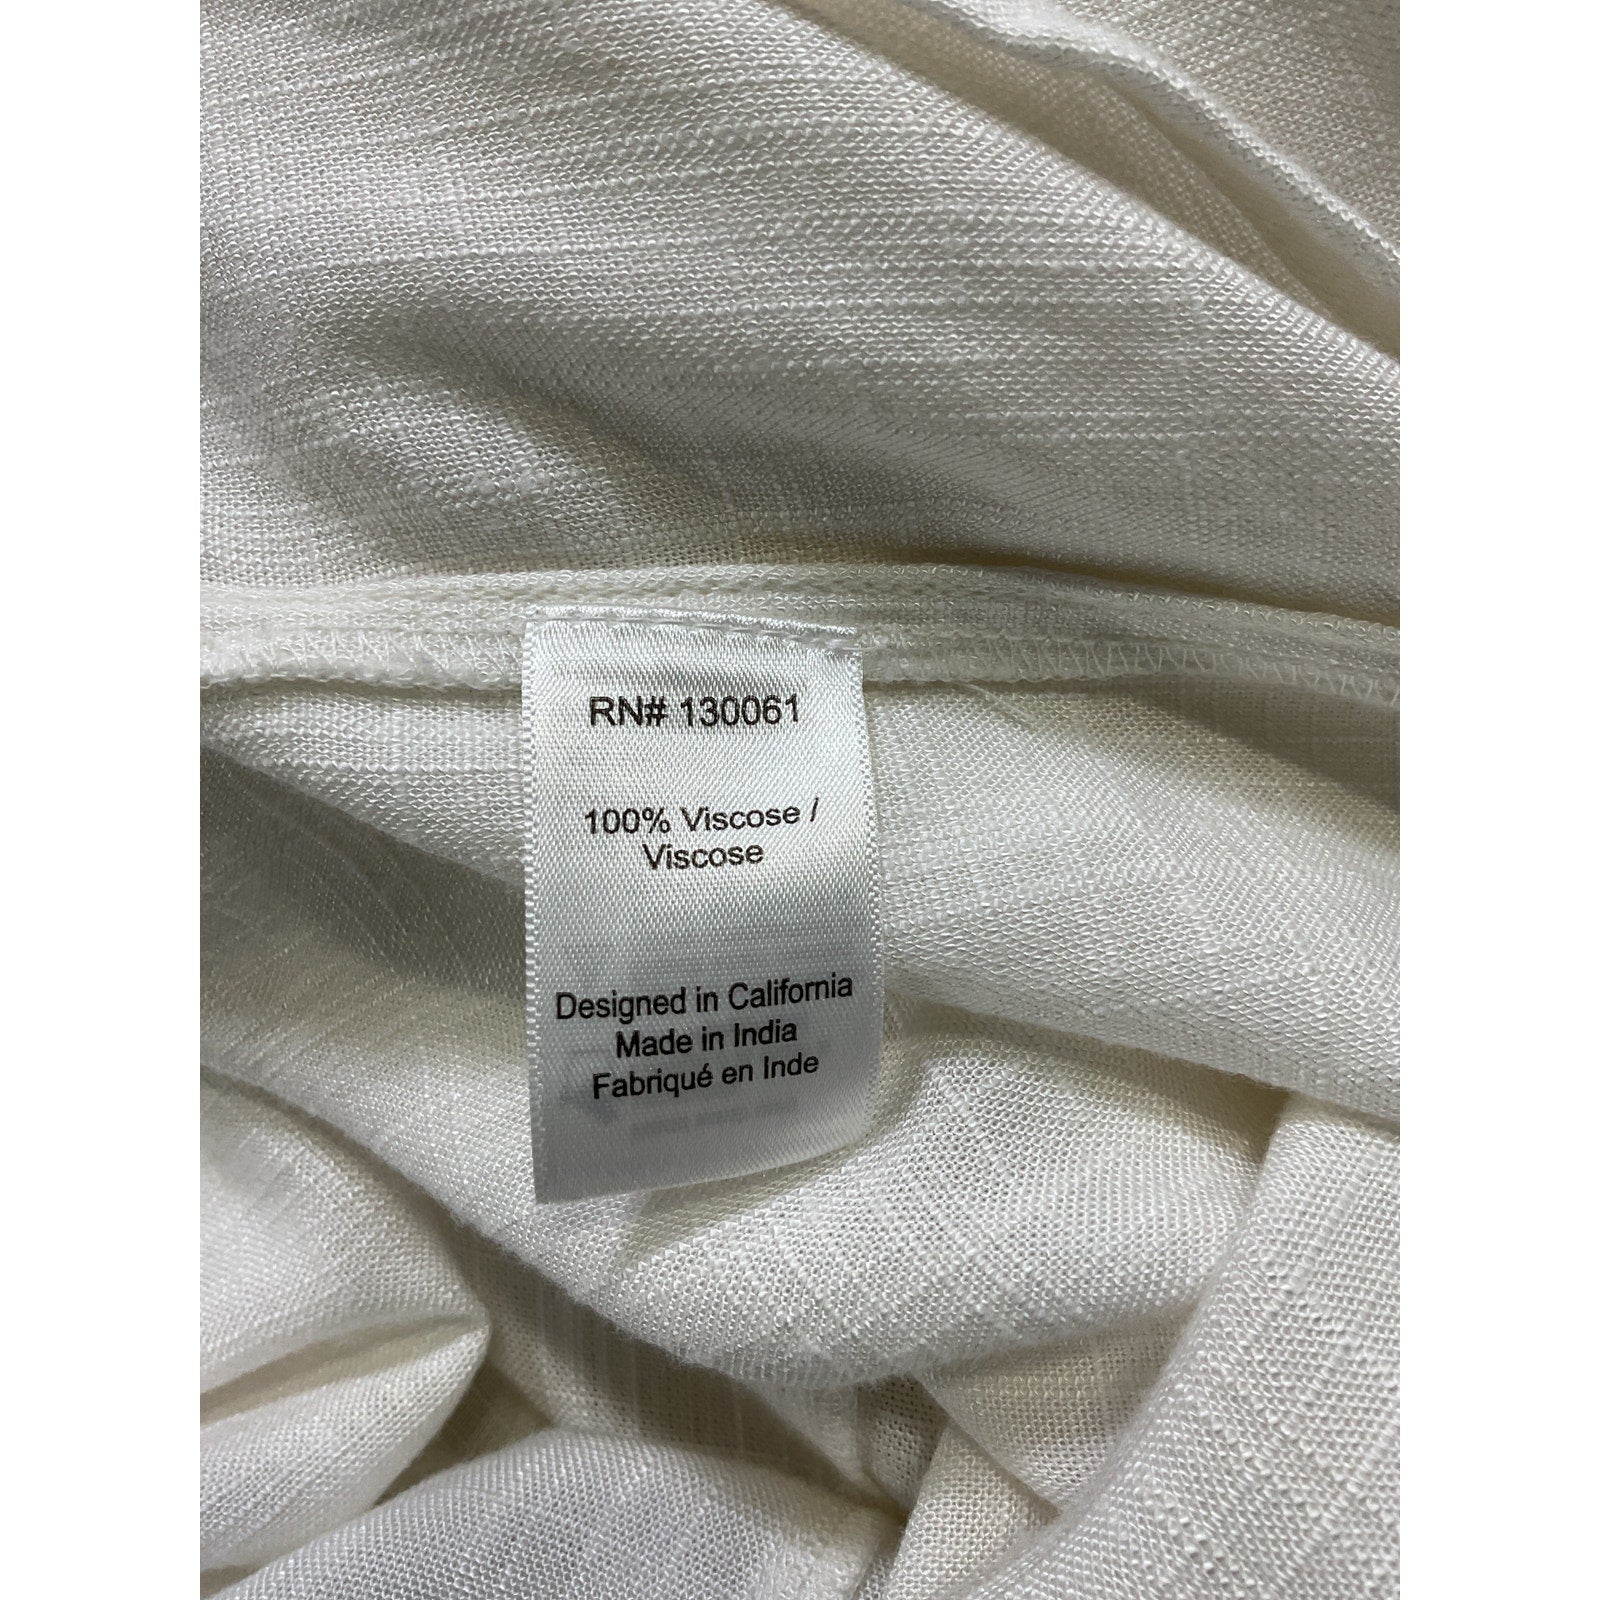 RN# 130061
100% Viscose /
Viscose
Designed in California
Made in India
Fabriqué en Inde